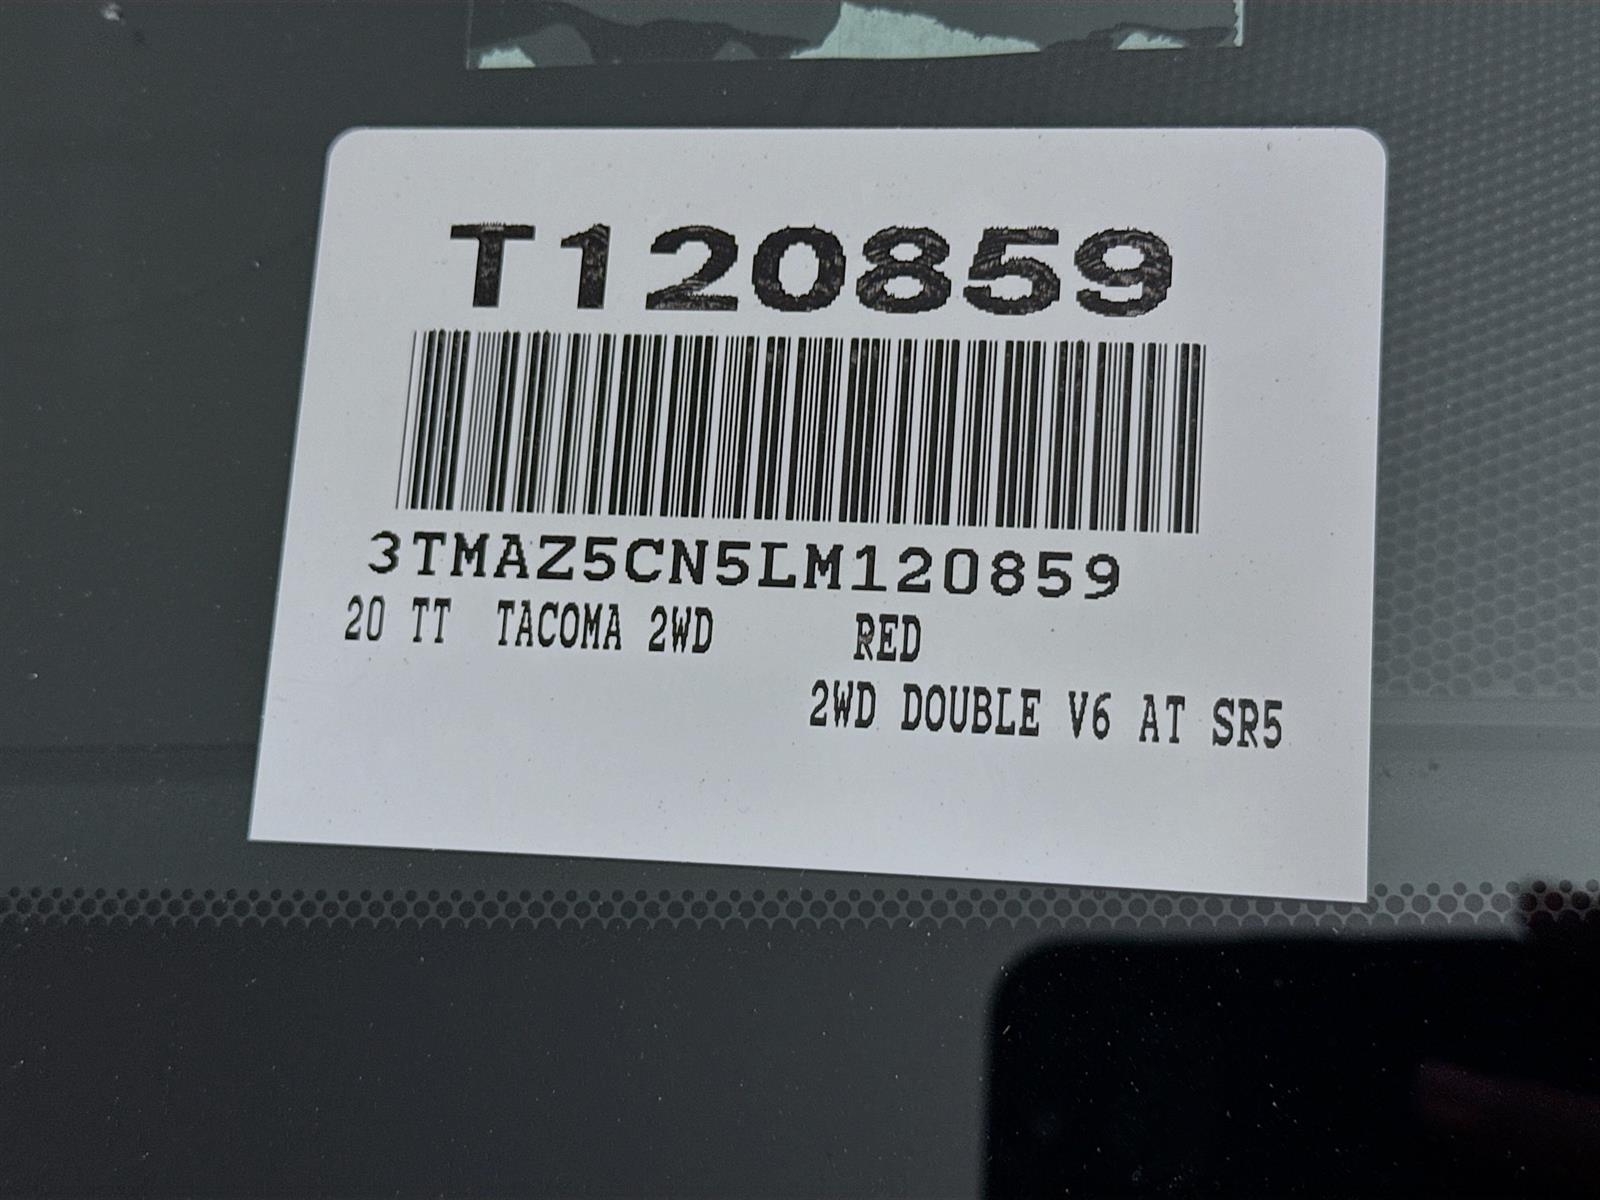 T120859
3TMAZ5CN5LM120859
20 TT TACOMA 2WD RED
2WD DOUBLE V6 AT SR5